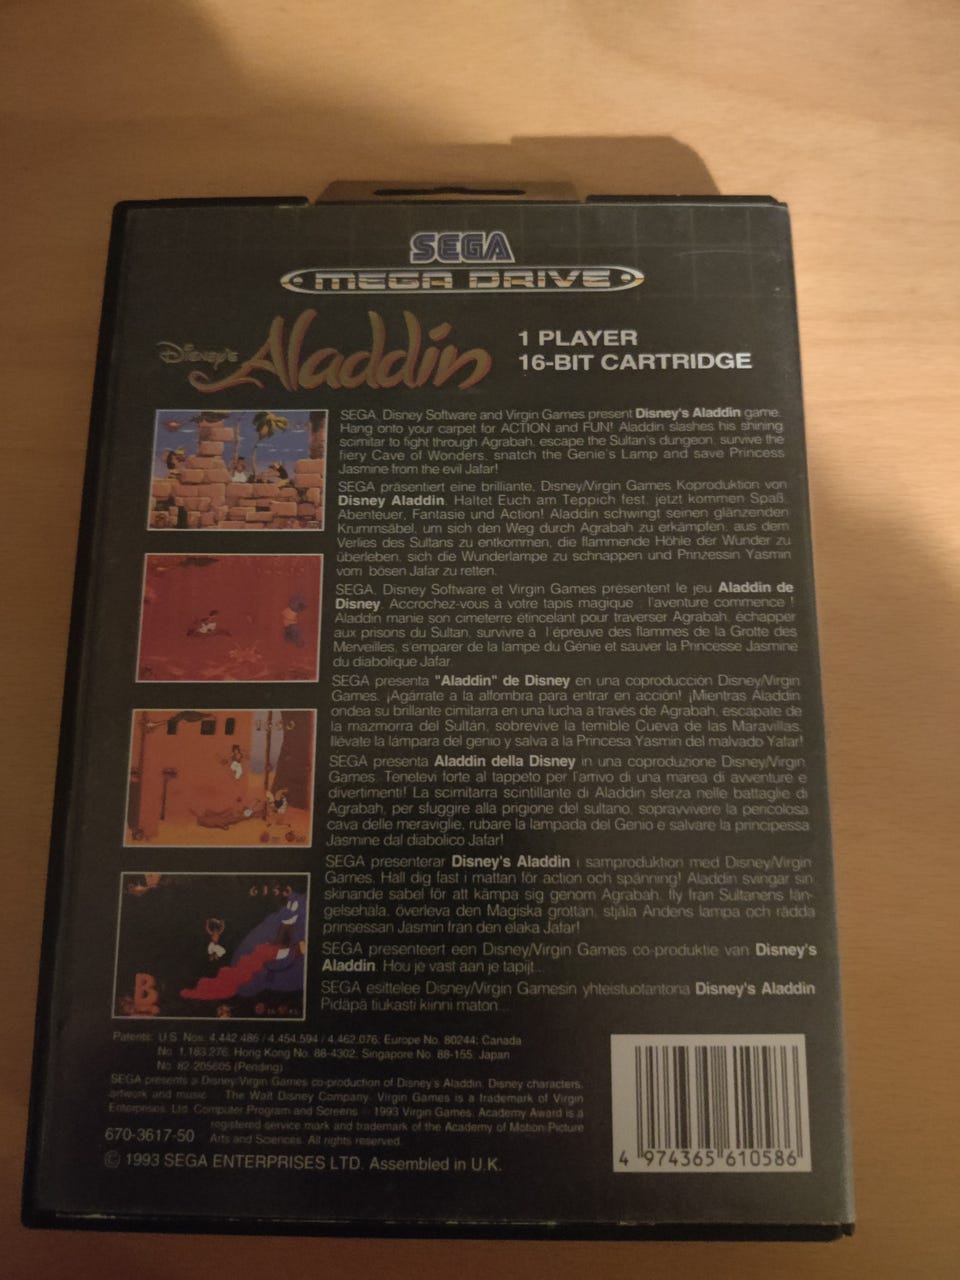 SEGA
MEGA DRIVE
DISNEY'S Aladdin
1 PLAYER
16-BIT CARTRIDGE
SEGA, Disney Software and Virgin Games present Disney's Aladdin game.
Hang onto your carpet for ACTION and FUN! Aladdin slashes his shining
scimitar to fight through Agrabah, escape the Sultan's dungeon, survive the
fiery Cave of Wonders, snatch the Genie's Lamp and save Princess
Jasmine from the evil Jafar!
SEGA präsentiert eine brillante, Disney/Virgin Games Koproduktion von
Disney Aladdin. Haltet Euch am Teppich fest, jetzt kommen Spaß,
Abenteuer, Fantasie und Action! Aladdin schwingt seinen glänzenden
Krummsäbel, um sich den Weg durch Agrabah zu erkämpfen, aus dem
Verlies des Sultans zu entkommen, die flammende Höhle der Wunder zu
überleben, sich die Wunderlampe zu schnappen und Prinzessin Yasmin
vom bösen Jafar zu retten.
SEGA, Disney Software et Virgin Games présentent le jeu Aladdin de
Disney. Accrochez-vous à votre tapis magique : l'aventure commence !
Aladdin manie son cimeterre étincelant pour traverser Agrabah, échapper
aux prisons du Sultan, survivre à l'épreuve des flammes de la Grotte des
Merveilles, s'emparer de la lampe du Génie et sauver la Princesse Jasmine
du diabolique Jafar.
SEGA presenta "Aladdin" de Disney en una coproducción Disney/Virgin
Games. ¡Agárrate a la alfombra para entrar en acción! ¡Mientras Aladdin
ondea su brillante cimitarra en una lucha a través de Agrabah, escapate de
la mazmorra del Sultán, sobrevive la temible Cueva de las Maravillas,
llévate la lámpara del genio y salva a la Princesa Yasmin del malvado Yafar!
SEGA presenta Aladdin della Disney in una coproduzione Disney/Virgin
Games. Tenetevi forte al tappeto per l'arrivo di una marea di avventure e
divertimenti! La scimitarra scintillante di Aladdin sferza nelle battaglie di
Agrabah, per sfuggire alla prigione del sultano, sopravvivere la pericolosa
cava delle meraviglie, rubare la lampada del Genio e salvare la principessa
Jasmine dal diabolico Jafar!
SEGA presenterar Disney's Aladdin i samproduktion med Disney/Virgin
Games. Håll dig fast i mattan för action och spänning! Aladdin svingar sin
skinande sabel för att kämpa sig genom Agrabah, fly från Sultanens fän-
gelsehåla, överleva den Magiska grottan, stjäla Andens lampa och rädda
prinsessan Jasmin från den elaka Jafar!
SEGA presenteert een Disney/Virgin Games co-produktie van Disney's
Aladdin. Hou je vast aan je tapijt...
SEGA esittelee Disney/Virgin Gamesin yhteistuotantona Disney's Aladdin
Pidäpä tiukasti kiinni maton...
1650
6150
B
Patents: U.S. Nos. 4,442,486 / 4,454,594 / 4,462,076; Europe No. 80244; Canada
No. 1,183,276; Hong Kong No. 88-4302; Singapore No. 88-155; Japan
No. 82-205605 (Pending)
SEGA presents a Disney/Virgin Games co-production of Disney's Aladdin. Disney characters,
artwork and music The Walt Disney Company. Virgin Games is a trademark of Virgin
Enterprises, Ltd. Computer Program and Screens 1993 Virgin Games. Academy Award is a
registered service mark and trademark of the Academy of Motion Picture
Arts and Sciences. All rights reserved.
670-3617-50
© 1993 SEGA ENTERPRISES LTD. Assembled in U.K.
4 974365 610586